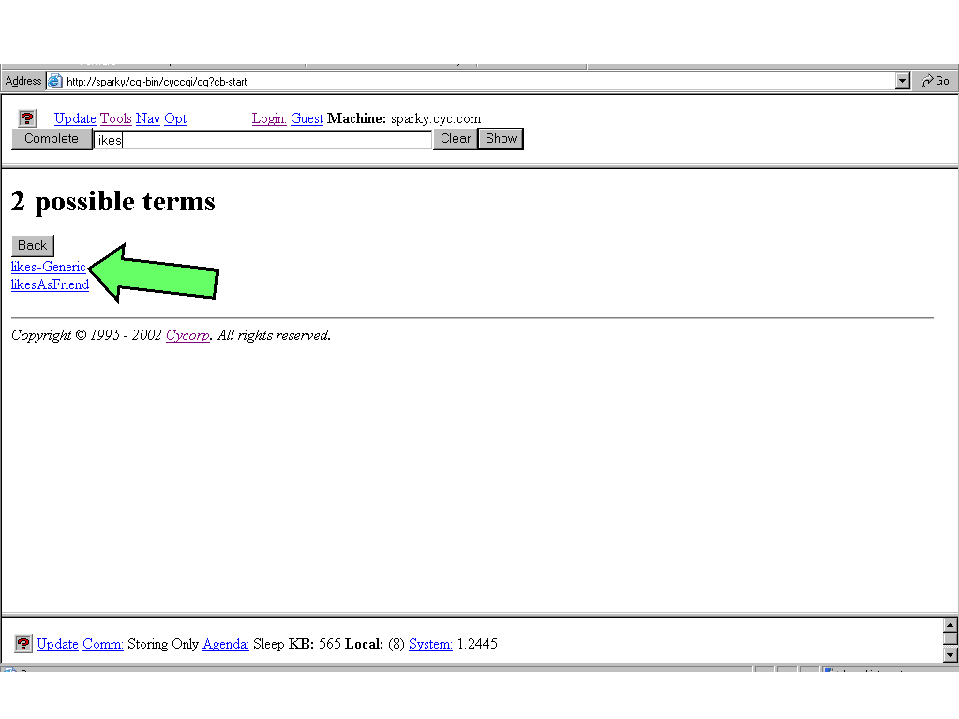 Address http://sparky/cg-bin/cyccgi/cg?cb-start Go
Update Tools Nav Opt Login: Guest Machine: sparky.cyc.com
Complete likes Clear Show
2 possible terms
Back
likes-Generic
likesAsFriend
Copyright © 1995 - 2002 Cycorp. All rights reserved.
Update Comm: Storing Only Agenda: Sleep KB: 565 Local: (8) System: 1.2445